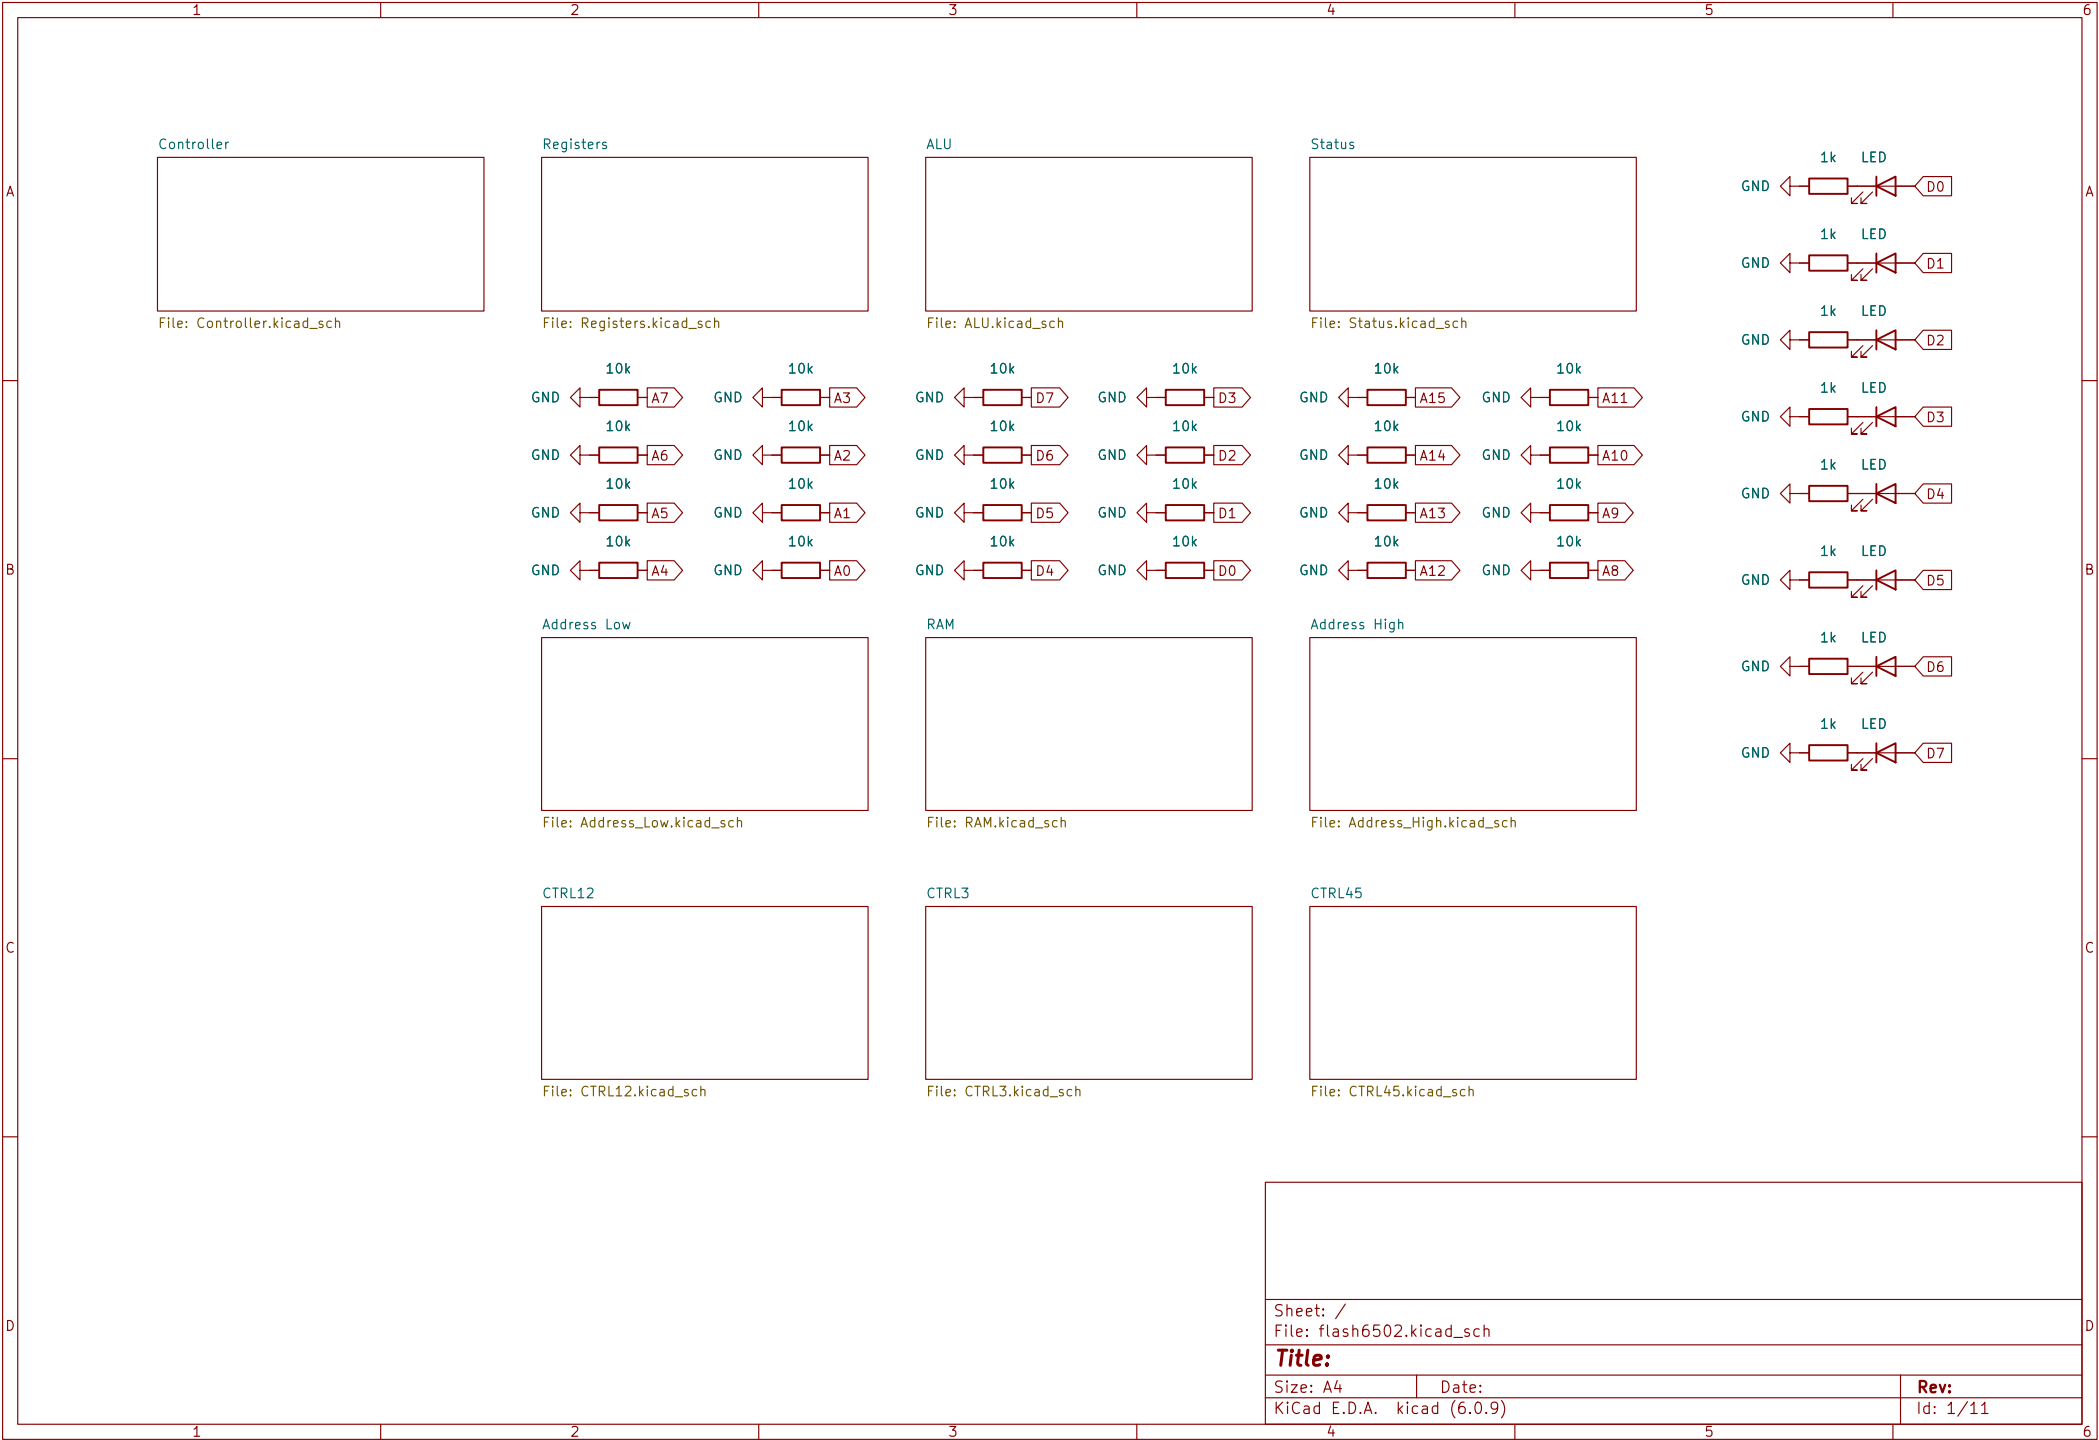 1 2 3 4 5 6
Controller Registers ALU Status
1k LED
A GND D0 A
1k LED
GND D1
1k LED
File: Controller.kicad_sch File: Registers.kicad_sch File: ALU.kicad_sch File: Status.kicad_sch
GND D2
10k 10k 10k 10k 10k 10k
1k LED
GND A7 GND A3 GND D7 GND D3 GND A15 GND A11
GND D3
10k 10k 10k 10k 10k 10k
GND A6 GND A2 GND D6 GND D2 GND A14 GND A10
1k LED
10k 10k 10k 10k 10k 10k
GND D4
GND A5 GND A1 GND D5 GND D1 GND A13 GND A9
10k 10k 10k 10k 10k 10k
1k LED
B GND A4 GND A0 GND D4 GND D0 GND A12 GND A8 B
GND D5
Address Low RAM Address High
1k LED
GND D6
1k LED
GND D7
File: Address_Low.kicad_sch File: RAM.kicad_sch File: Address_High.kicad_sch
CTRL12 CTRL3 CTRL45
C C
File: CTRL12.kicad_sch File: CTRL3.kicad_sch File: CTRL45.kicad_sch
Sheet: /
D D
File: flash6502.kicad_sch
Title:
Size: A4 Date: Rev:
KiCad E.D.A. kicad (6.0.9) Id: 1/11
1 2 3 4 5 6